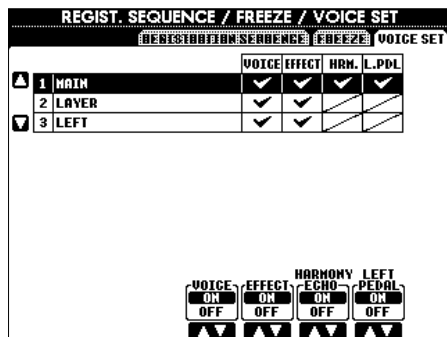 REGIST. SEQUENCE / FREEZE / VOICE SET
REGISTRATION SEQUENCE FREEZE VOICE SET
VOICE EFFECT HRM. L.PDL
1 MAIN
2 LAYER
3 LEFT
VOICE EFFECT HARMONY ECHO LEFT PEDAL
ON ON ON ON
OFF OFF OFF OFF